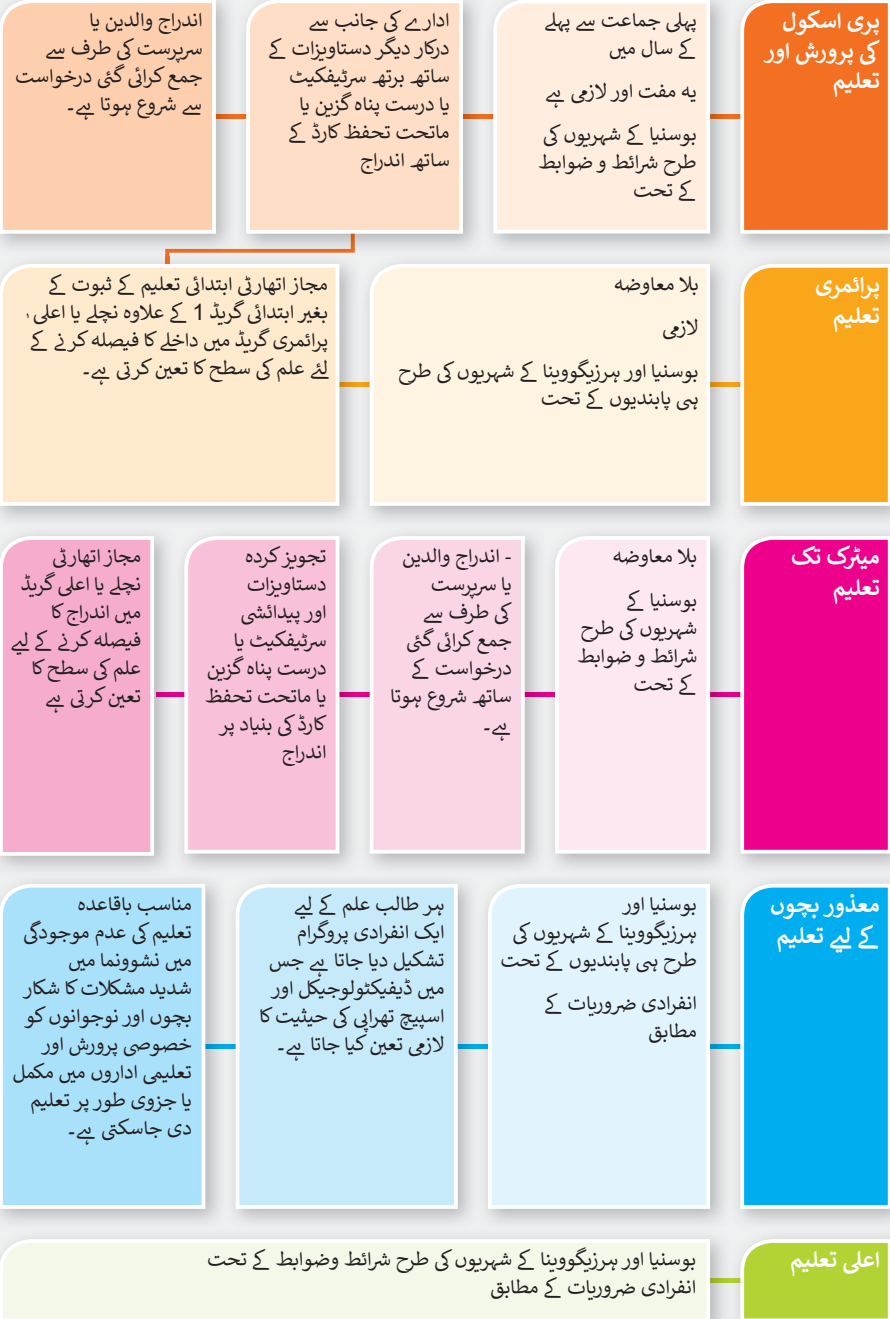 پری اسکول
کی پرورش اور
تعلیم
پہلی جماعت سے پہلے
کے سال میں
یه مفت اور لازمی ہے
بوسنیا کے شہریوں کی
طرح شرائط و ضوابط
کے تحت
ادارے کی جانب سے
درکار دیگر دستاویزات کے
ساتھ برتھ سرٹیفکیٹ
یا درست پناہ گزین یا
ماتحت تحفظ کارڈ کے
ساتھ اندراج
اندراج والدین یا
سرپرست کی طرف سے
جمع کرائی گئی درخواست
سے شروع ہوتا ہے۔
پرائمری
تعلیم
بلا معاوضه
لازمی
بوسنیا اور ہرزیگووینا کے شہریوں کی طرح
ہی پابندیوں کے تحت
مجاز اتھارٹی ابتدائی تعلیم کے ثبوت کے
بغیر ابتدائی گریڈ 1 کے علاوہ نچلے یا اعلی ،
پرائمری گریڈ میں داخلے کا فیصلہ کرنے کے
لئے علم کی سطح کا تعین کرتی ہے۔
میٹرک تک
تعلیم
بلا معاوضه
بوسنیا کے
شہریوں کی طرح
شرائط و ضوابط
کے تحت
- اندراج والدین
یا سرپرست
کی طرف سے
جمع کرائی گئی
درخواست کے
ساتھ شروع ہوتا
ہے۔
تجویز کردہ
دستاویزات
اور پیدائشی
سرٹیفکیٹ یا
درست پناہ گزین
یا ماتحت تحفظ
کارڈ کی بنیاد پر
اندراج
مجاز اتھارٹی
نچلے یا اعلی گریڈ
میں اندراج کا
فیصله کرنے کے لیے
علم کی سطح کا
تعین کرتی ہے
معذور بچوں
کے لیے تعلیم
بوسنیا اور
ہرزیگووینا کے شہریوں کی
طرح ہی پابندیوں کے تحت
انفرادی ضروریات کے
مطابق
ہر طالب علم کے لیے
ایک انفرادی پروگرام
تشکیل دیا جاتا ہے جس
میں ڈیفیکٹولوجیکل اور
اسپیچ تھراپی کی حیثیت کا
لازمی تعین کیا جاتا ہے۔
مناسب باقاعدہ
تعلیم کی عدم موجودگی
میں نشوونما میں
شدید مشکلات کا شکار
بچوں اور نوجوانوں کو
خصوصی پرورش اور
تعلیمی اداروں میں مکمل
یا جزوی طور پر تعلیم
دی جاسکتی ہے۔
اعلی تعلیم
بوسنیا اور ہرزیگووینا کے شہریوں کی طرح شرائط وضوابط کے تحت
انفرادی ضروریات کے مطابق